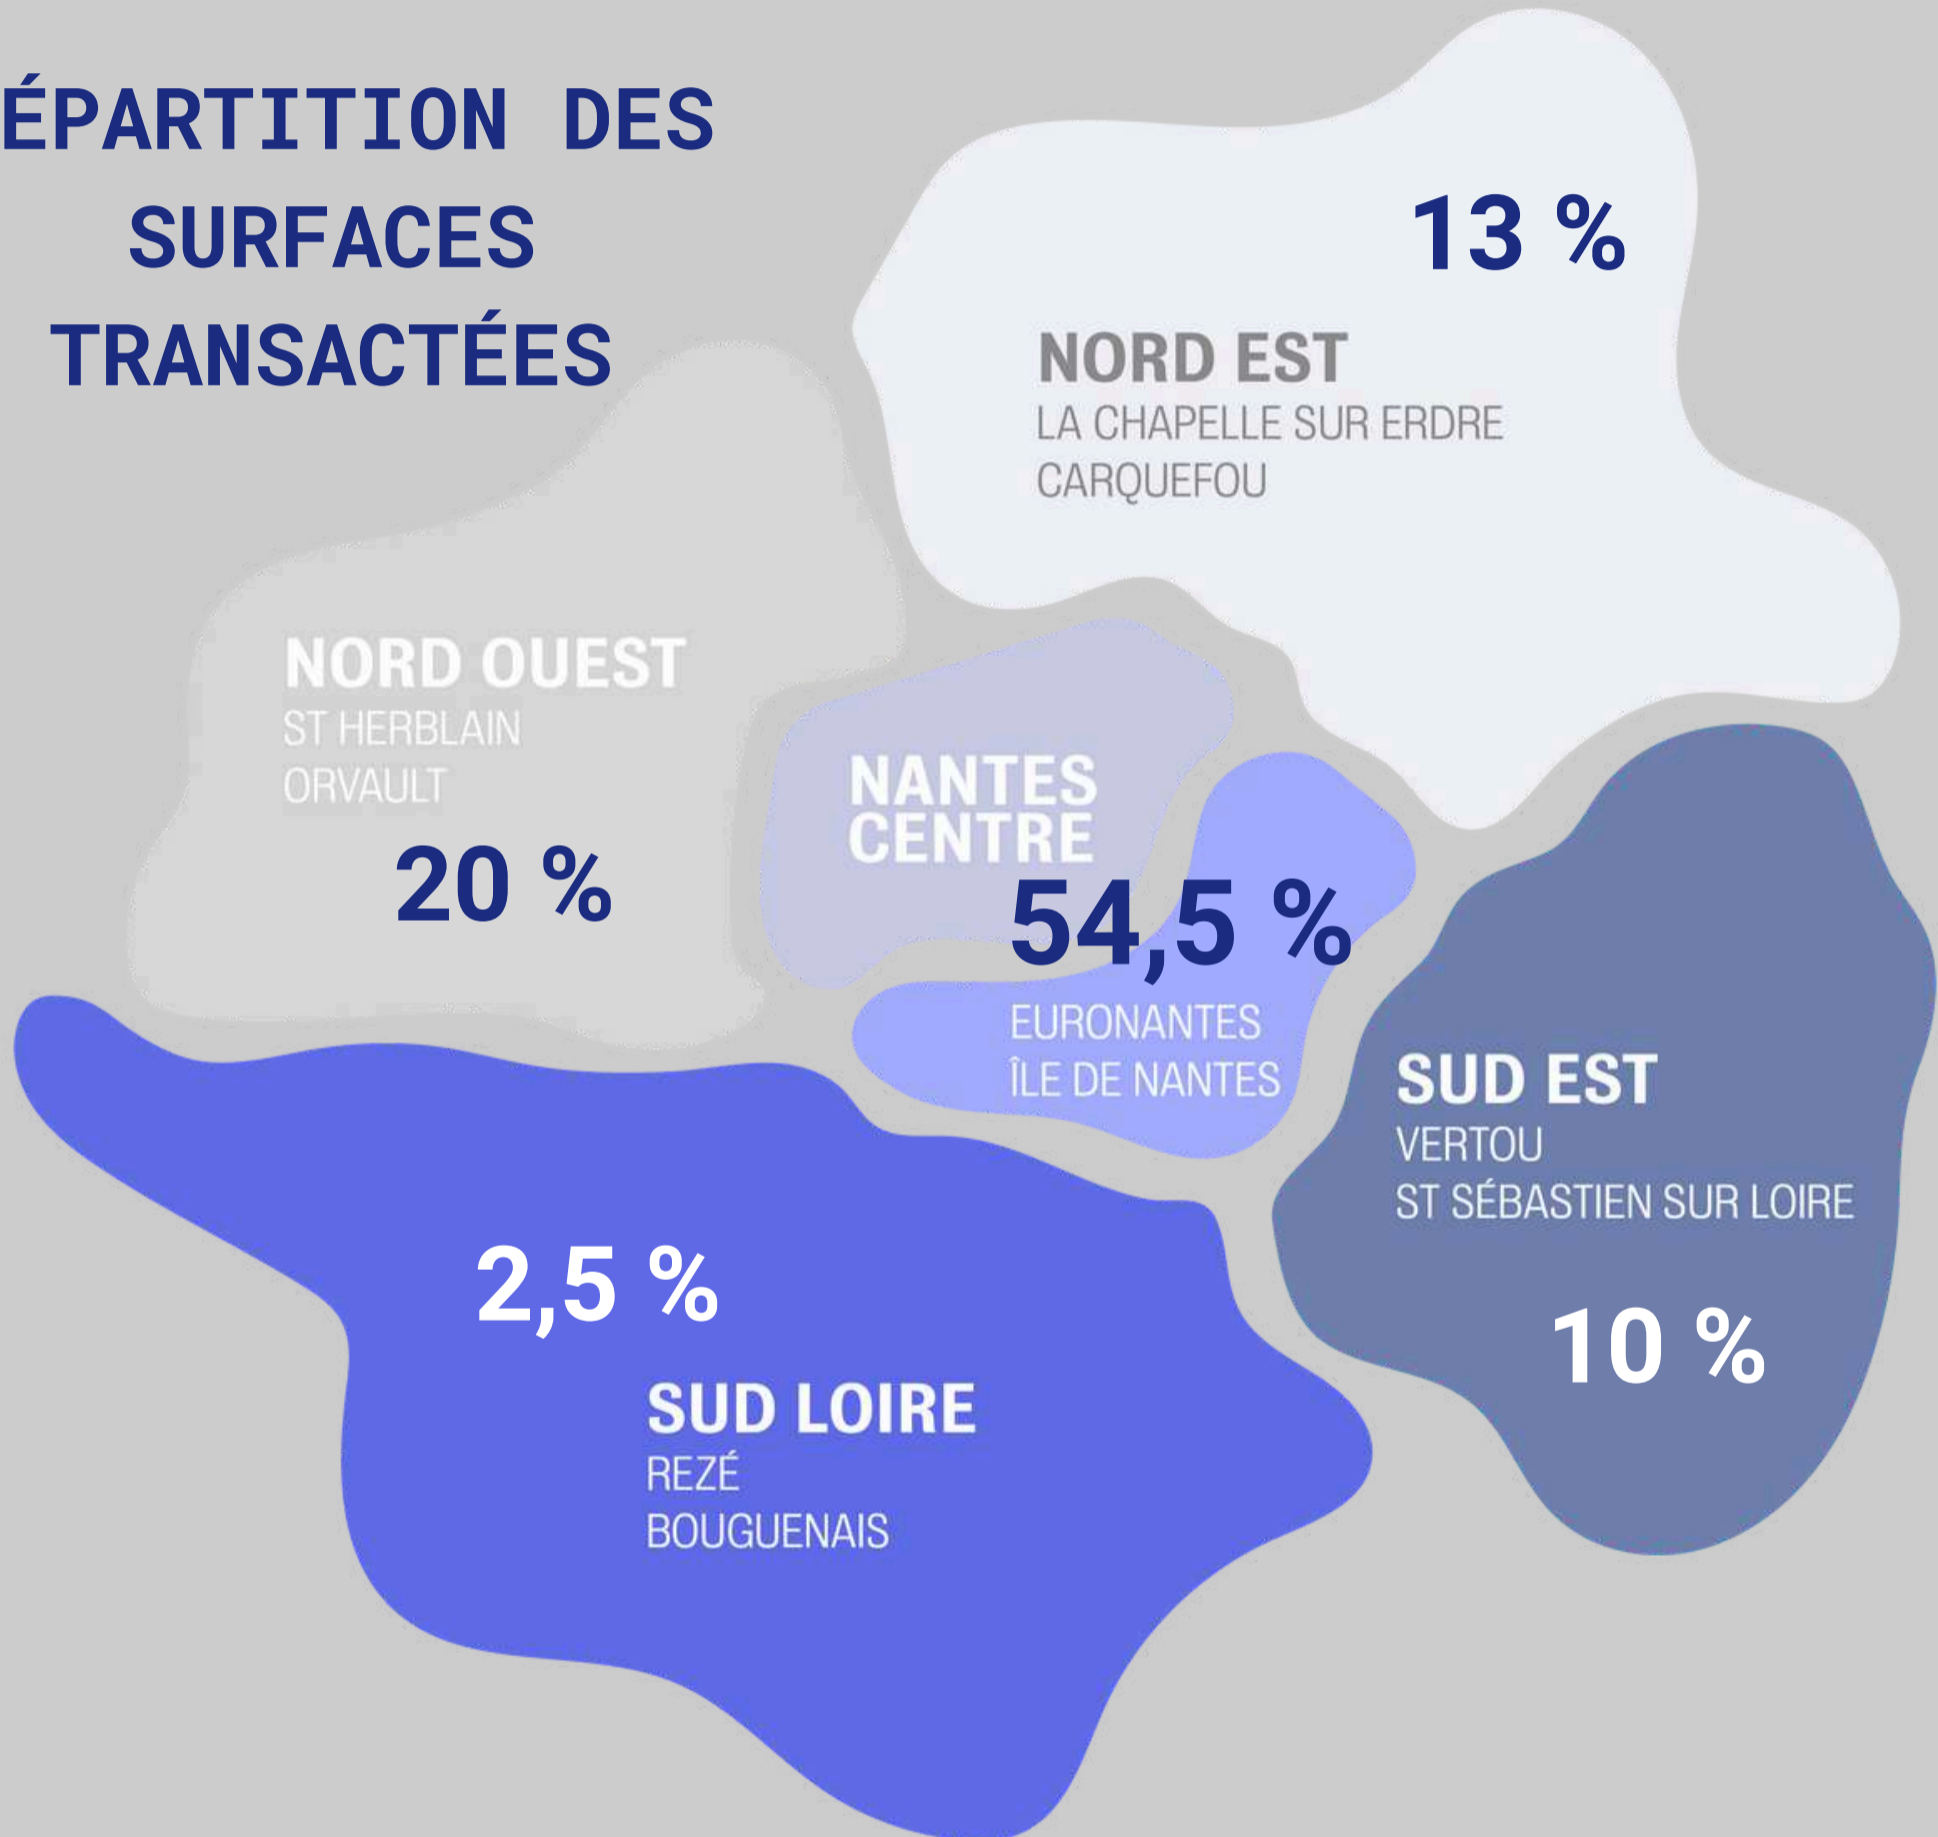 ÉPARTITION DES
SURFACES
TRANSACTÉES
13 %
NORD EST
LA CHAPELLE SUR ERDRE
CARQUEFOU
NORD OUEST
ST HERBLAIN
ORVAULT
20 %
NANTES
CENTRE
54,5 %
EURONANTES
ÎLE DE NANTES
SUD EST
VERTOU
ST SÉBASTIEN SUR LOIRE
10 %
2,5 %
SUD LOIRE
REZÉ
BOUGUENAIS